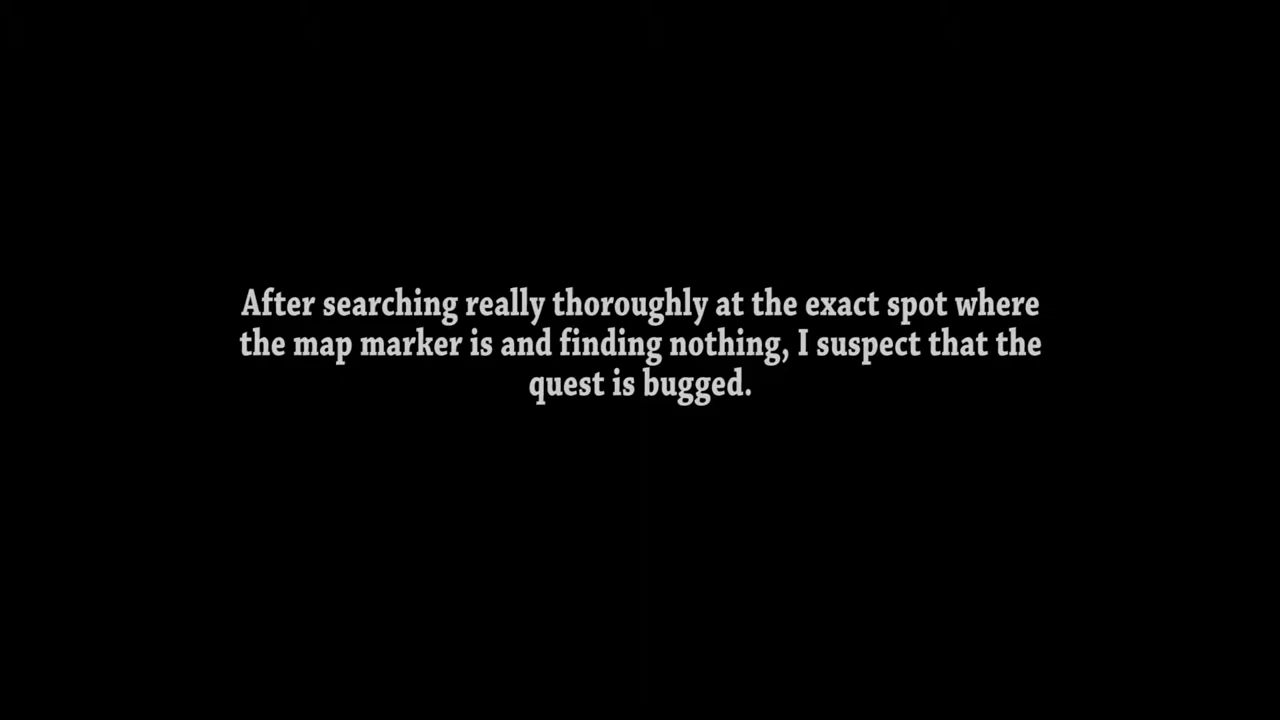 After searching really thoroughly at the exact spot where
the map marker is and finding nothing, I suspect that the
quest is bugged.